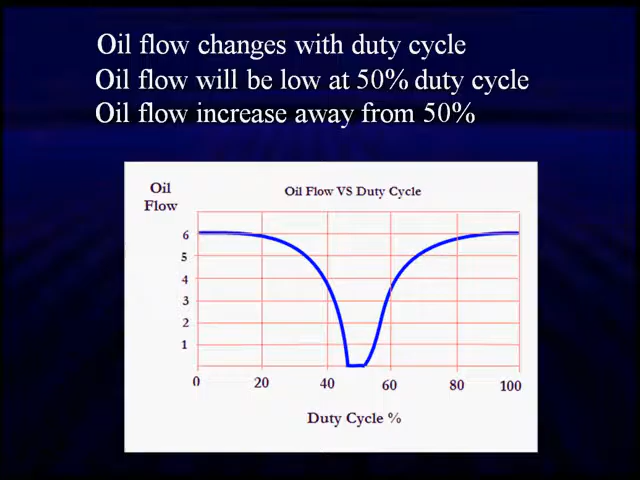 Oil flow changes with duty cycle
Oil flow will be low at 50% duty cycle
Oil flow increase away from 50%
Oil
Flow
Oil Flow VS Duty Cycle
6
5
4
3
2
1
0 20 40 60 80 100
Duty Cycle %